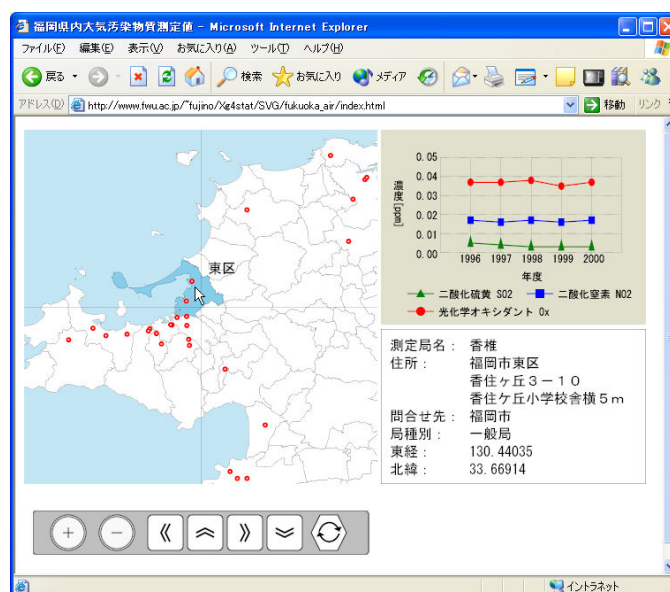 福岡県内大気汚染物質測定値 - Microsoft Internet Explorer
ファイル(F) 編集(E) 表示(V) お気に入り(A) ツール(T) ヘルプ(H)
戻る 検索 お気に入り メディア
アドレス(D) http://www.fwu.ac.jp/~fujino/Xg4stat/SVG/fukuoka_air/index.html 移動 リンク
東区
0.05
0.04
0.03
0.02
0.01
0.00
濃度[ppm]
1996 1997 1998 1999 2000
年度
二酸化硫黄 SO2 二酸化窒素 NO2
光化学オキシダント Ox
測定局名： 香椎
住所： 福岡市東区
香住ヶ丘３－１０
香住ケ丘小学校舎横５ｍ
問合せ先： 福岡市
局種別： 一般局
東経： 130.44035
北緯： 33.66914
イントラネット